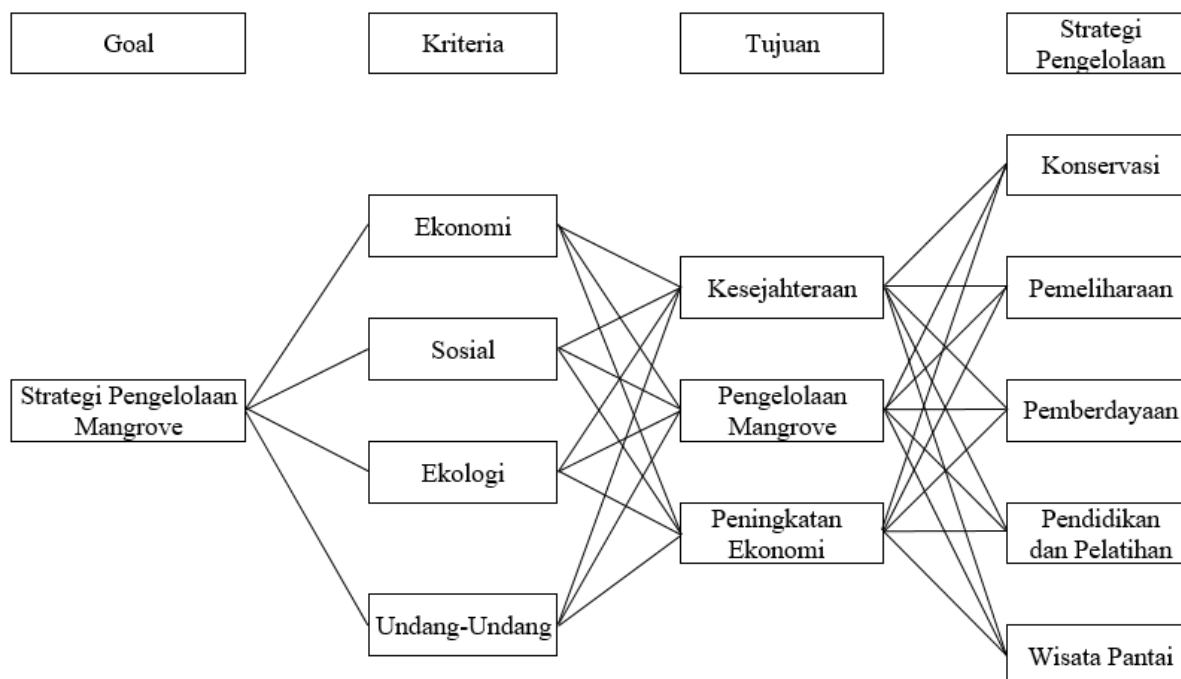 Goal
Kriteria
Tujuan
Strategi
Pengelolaan
Konservasi
Ekonomi
Kesejahteraan
Pemeliharaan
Sosial
Strategi Pengelolaan
Mangrove
Pengelolaan
Mangrove
Pemberdayaan
Ekologi
Peningkatan
Ekonomi
Pendidikan
dan Pelatihan
Undang-Undang
Wisata Pantai